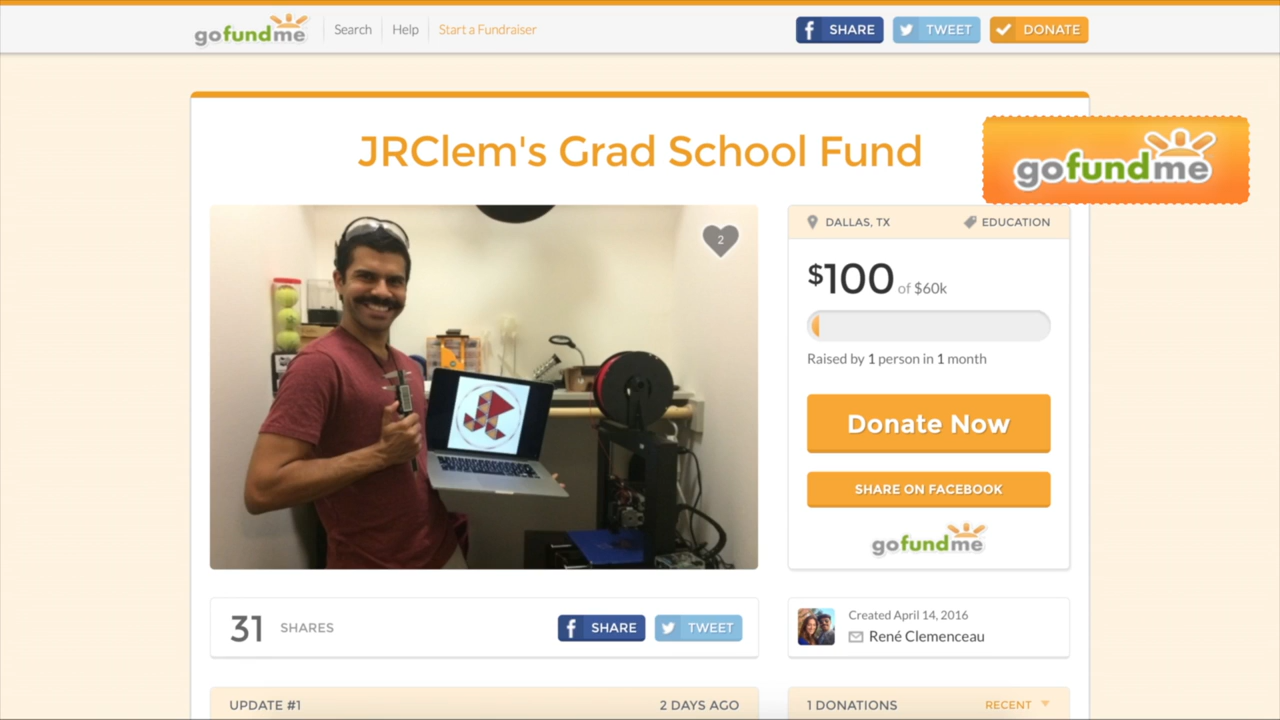 gofundme
Search
Help
Start a Fundraiser
SHARE
TWEET
DONATE
JRClem's Grad School Fund
gofundme
2
DALLAS, TX
EDUCATION
$100 of $60k
Raised by 1 person in 1 month
Donate Now
SHARE ON FACEBOOK
gofundme
31 SHARES
SHARE
TWEET
Created April 14, 2016
René Clemenceau
UPDATE #1
2 DAYS AGO
1 DONATIONS
RECENT